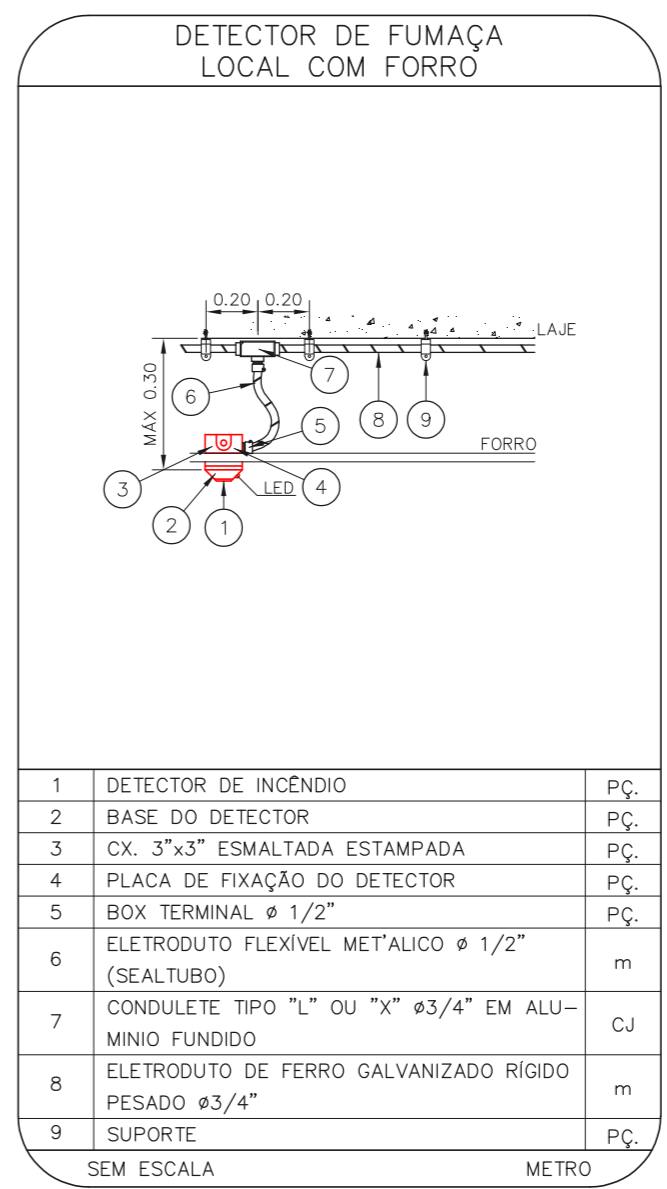 DETECTOR DE FUMAÇA
LOCAL COM FORRO
0.20 0.20
LAJE
MÁX 0.30
7
6
8
9
5
FORRO
3
LED
4
2
1
1 DETECTOR DE INCÊNDIO PÇ.
2 BASE DO DETECTOR PÇ.
3 CX. 3"x3" ESMALTADA ESTAMPADA PÇ.
4 PLACA DE FIXAÇÃO DO DETECTOR PÇ.
5 BOX TERMINAL ø 1/2" PÇ.
6 ELETRODUTO FLEXÍVEL MET'ALICO ø 1/2"
(SEALTUBO) m
7 CONDULETE TIPO "L" OU "X" ø3/4" EM ALU-
MINIO FUNDIDO CJ
8 ELETRODUTO DE FERRO GALVANIZADO RÍGIDO
PESADO ø3/4" m
9 SUPORTE PÇ.
SEM ESCALA METRO